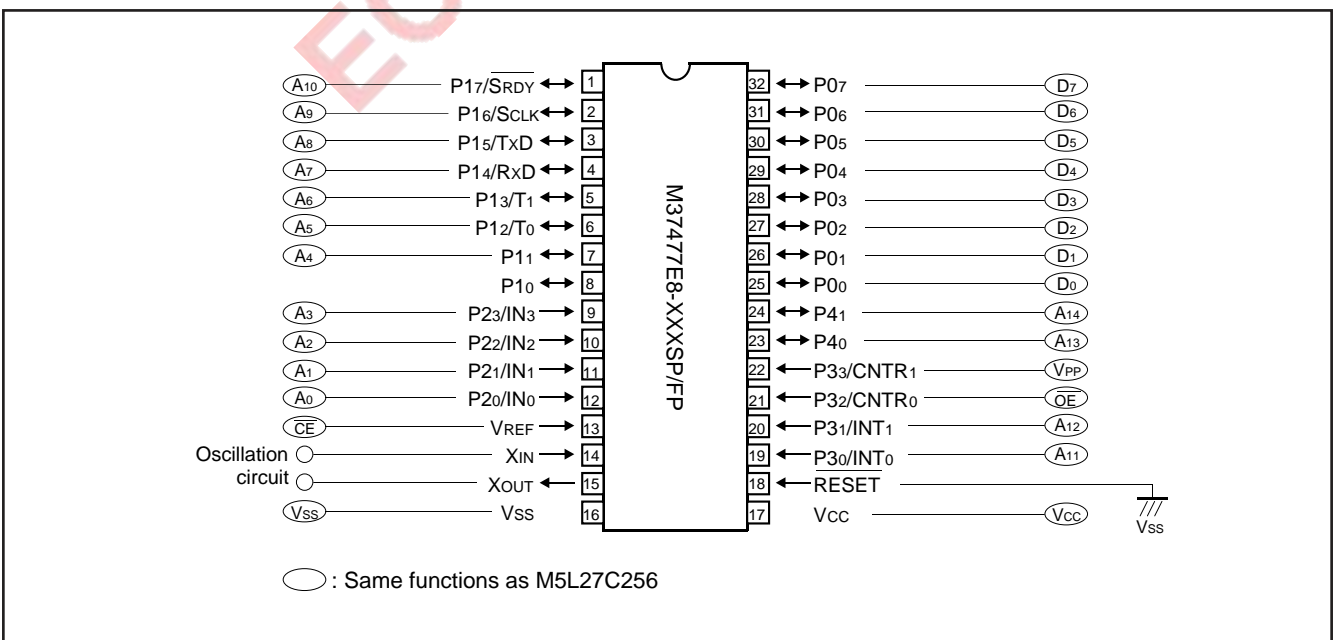 EC
A10 P17/SRDY 1 32 P07 D7
A9 P16/SCLK 2 31 P06 D6
A8 P15/TXD 3 30 P05 D5
A7 P14/RXD 4 29 P04 D4
A6 P13/T1 5 28 P03 D3
A5 P12/T0 6 27 P02 D2
A4 P11 7 26 P01 D1
P10 8 25 P00 D0
A3 P23/IN3 9 24 P41 A14
A2 P22/IN2 10 23 P40 A13
A1 P21/IN1 11 22 P33/CNTR1 VPP
A0 P20/IN0 12 21 P32/CNTR0 OE
CE VREF 13 20 P31/INT1 A12
Oscillation circuit XIN 14 19 P30/INT0 A11
XOUT 15 18 RESET
VSS VSS 16 17 VCC VCC
VSS
M37477E8-XXXSP/FP
: Same functions as M5L27C256